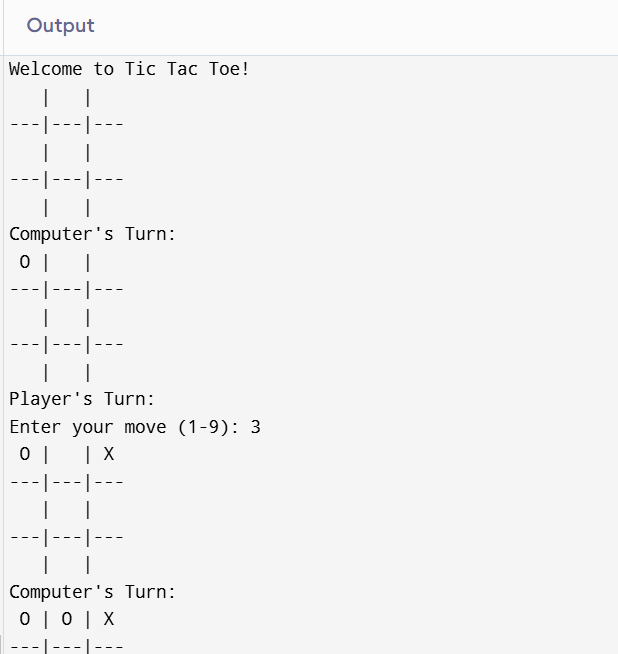 Output
Welcome to Tic Tac Toe!
   |   |
---|---|---
   |   |
---|---|---
   |   |
Computer's Turn:
 O |   |
---|---|---
   |   |
---|---|---
   |   |
Player's Turn:
Enter your move (1-9): 3
 O |   | X
---|---|---
   |   |
---|---|---
   |   |
Computer's Turn:
 O | O | X
---|---|---